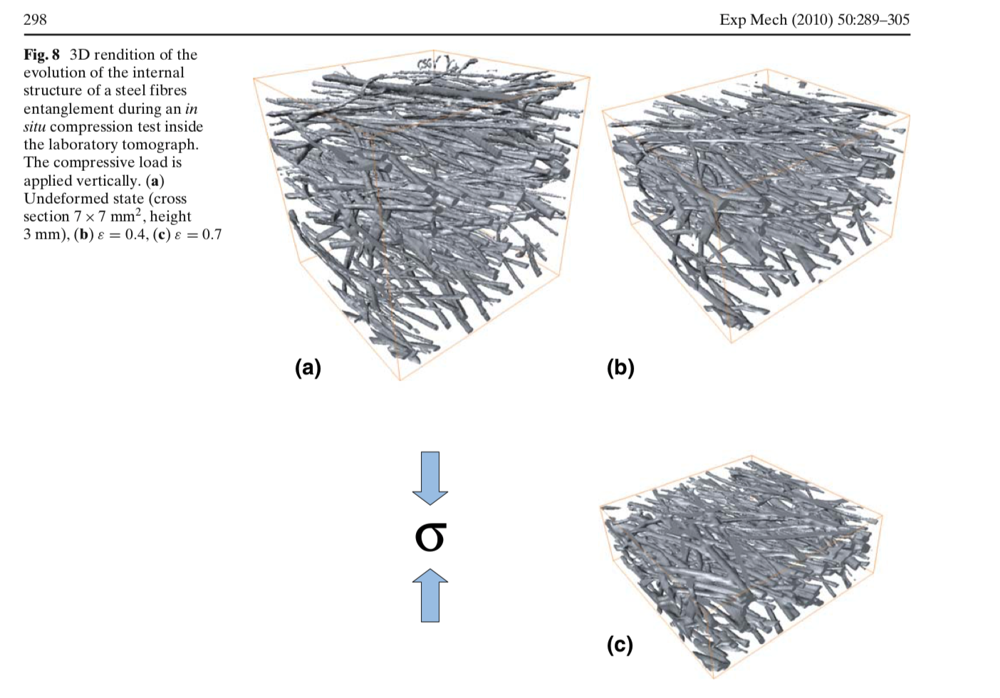 298
Exp Mech (2010) 50:289–305
Fig. 8 3D rendition of the
evolution of the internal
structure of a steel fibres
entanglement during an in
situ compression test inside
the laboratory tomograph.
The compressive load is
applied vertically. (a)
Undeformed state (cross
section 7 × 7 mm², height
3 mm), (b) ε = 0.4, (c) ε = 0.7
(a)
(b)
σ
(c)